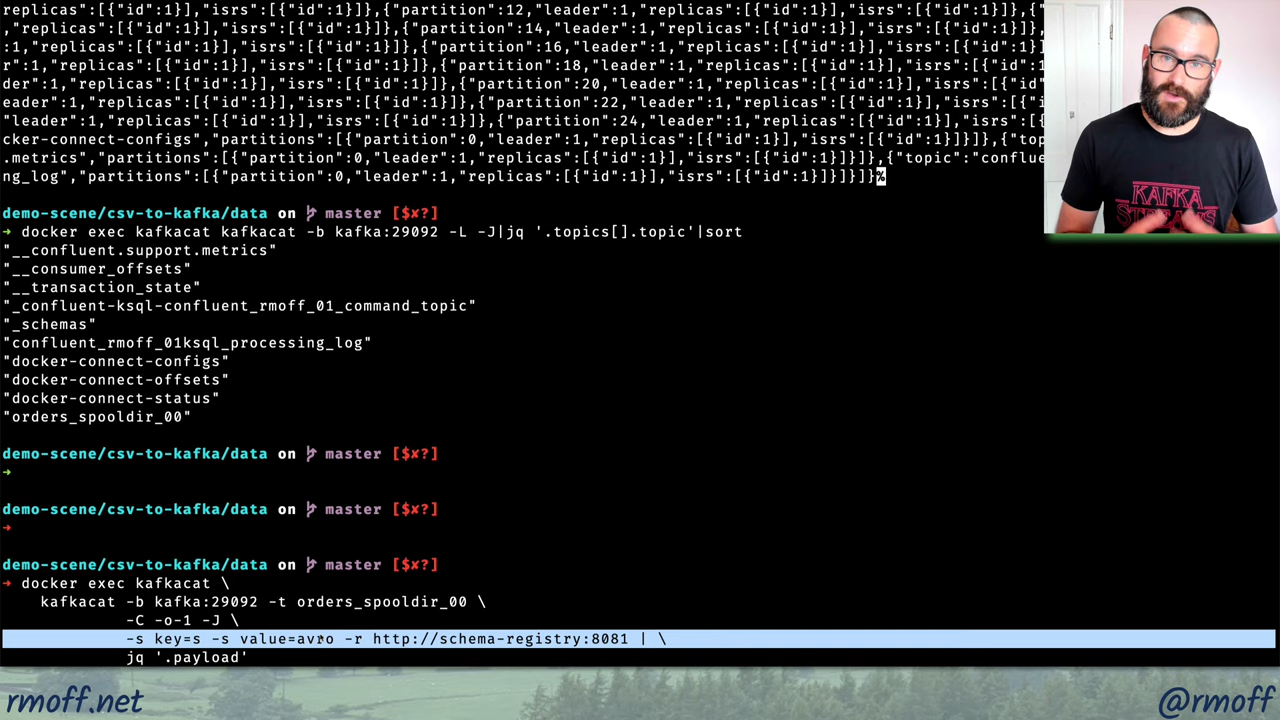 replicas":[{"id":1}],"isrs":[{"id":1}]},{"partition":12,"leader":1,"replicas":[{"id":1}],"isrs":[{"id":1}]},{"
,"replicas":[{"id":1}],"isrs":[{"id":1}]},{"partition":14,"leader":1,"replicas":[{"id":1}],"isrs":[{"id":1}]},
:1,"replicas":[{"id":1}],"isrs":[{"id":1}]},{"partition":16,"leader":1,"replicas":[{"id":1}],"isrs":[{"id":1}]
r":1,"replicas":[{"id":1}],"isrs":[{"id":1}]},{"partition":18,"leader":1,"replicas":[{"id":1}],"isrs":[{"id":1
der":1,"replicas":[{"id":1}],"isrs":[{"id":1}]},{"partition":20,"leader":1,"replicas":[{"id":1}],"isrs":[{"id"
eader":1,"replicas":[{"id":1}],"isrs":[{"id":1}]},{"partition":22,"leader":1,"replicas":[{"id":1}],"isrs":[{"i
"leader":1,"replicas":[{"id":1}],"isrs":[{"id":1}]},{"partition":24,"leader":1,"replicas":[{"id":1}],"isrs":[{
cker-connect-configs","partitions":[{"partition":0,"leader":1,"replicas":[{"id":1}],"isrs":[{"id":1}]}]},{"top
.metrics","partitions":[{"partition":0,"leader":1,"replicas":[{"id":1}],"isrs":[{"id":1}]}]},{"topic":"conflue
ng_log","partitions":[{"partition":0,"leader":1,"replicas":[{"id":1}],"isrs":[{"id":1}]}]}]}%
demo-scene/csv-to-kafka/data on master [$✘?]
➜ docker exec kafkacat kafkacat -b kafka:29092 -L -J|jq '.topics[].topic'|sort
"__confluent.support.metrics"
"__consumer_offsets"
"__transaction_state"
"_confluent-ksql-confluent_rmoff_01_command_topic"
"_schemas"
"confluent_rmoff_01ksql_processing_log"
"docker-connect-configs"
"docker-connect-offsets"
"docker-connect-status"
"orders_spooldir_00"
demo-scene/csv-to-kafka/data on master [$✘?]
➜
demo-scene/csv-to-kafka/data on master [$✘?]
➜
demo-scene/csv-to-kafka/data on master [$✘?]
➜ docker exec kafkacat \
kafkacat -b kafka:29092 -t orders_spooldir_00 \
-C -o-1 -J \
-s key=s -s value=avro -r http://schema-registry:8081 | \
jq '.payload'
KAFKA
STREAMS
rmoff.net
@rmoff